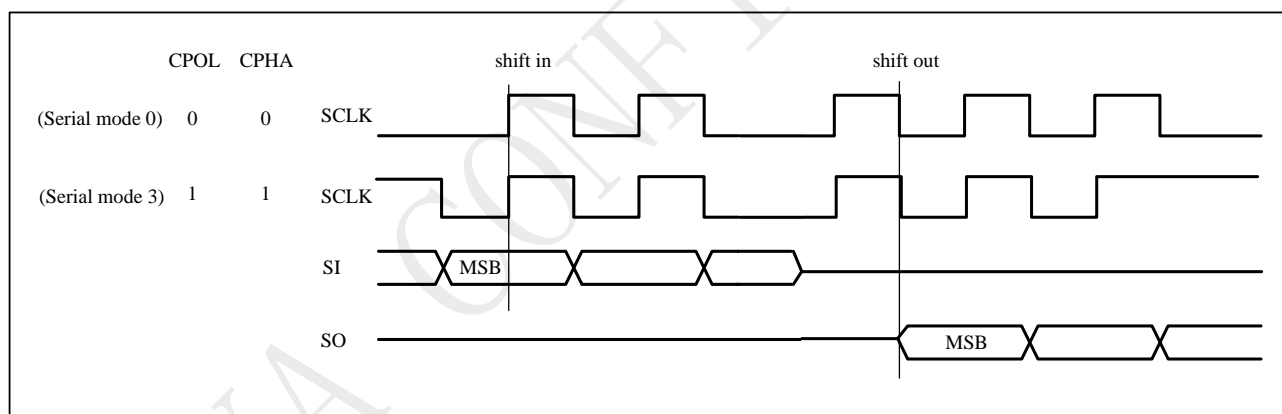 CPOL CPHA shift in shift out
(Serial mode 0) 0 0 SCLK
(Serial mode 3) 1 1 SCLK
SI MSB
SO MSB